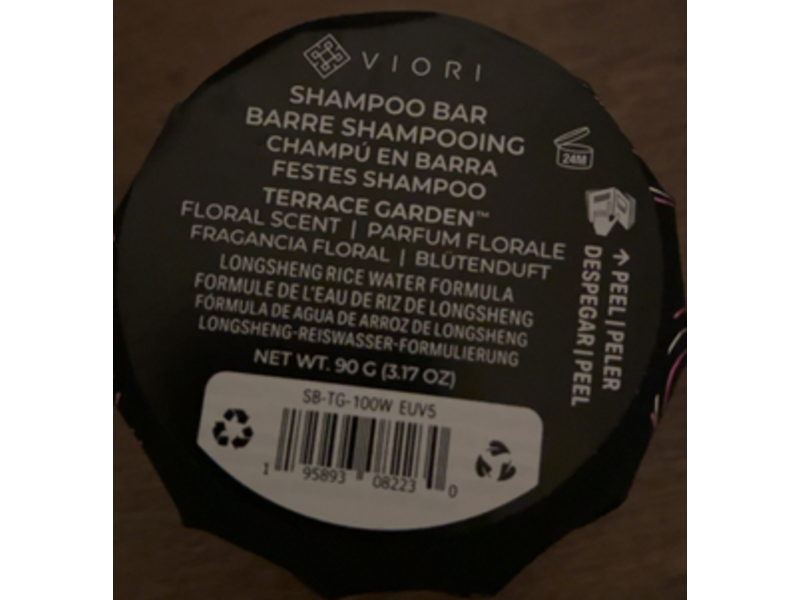 VIORI
SHAMPOO BAR
BARRE SHAMPOOING
CHAMPÚ EN BARRA
FESTES SHAMPOO
TERRACE GARDEN™
FLORAL SCENT | PARFUM FLORALE
FRAGANCIA FLORAL | BLÜTENDUFT
LONGSHENG RICE WATER FORMULA
FORMULE DE L'EAU DE RIZ DE LONGSHENG
FÓRMULA DE AGUA DE ARROZ DE LONGSHENG
LONGSHENG-REISWASSER-FORMULIERUNG
NET WT. 90 G (3.17 OZ)
SB-TG-100W EUV5
1 95893 08223 0
24M
↑ PEEL | PELER
DESPEGAR | PEEL